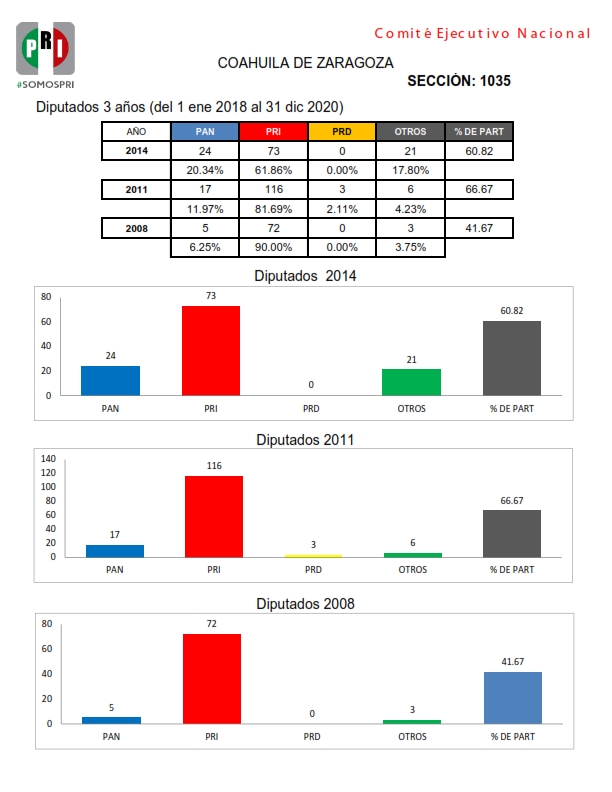 Comité Ejecutivo Nacional
PRI
#SOMOSPRI
COAHUILA DE ZARAGOZA
SECCIÓN: 1035
Diputados 3 años (del 1 ene 2018 al 31 dic 2020)
AÑO PAN PRI PRD OTROS % DE PART
2014 24 73 0 21 60.82
20.34% 61.86% 0.00% 17.80%
2011 17 116 3 6 66.67
11.97% 81.69% 2.11% 4.23%
2008 5 72 0 3 41.67
6.25% 90.00% 0.00% 3.75%
Diputados  2014
80
60
40
20
0
24 73 0 21 60.82
PAN PRI PRD OTROS % DE PART
Diputados 2011
140
120
100
80
60
40
20
0
17 116 3 6 66.67
PAN PRI PRD OTROS % DE PART
Diputados 2008
80
60
40
20
0
5 72 0 3 41.67
PAN PRI PRD OTROS % DE PART